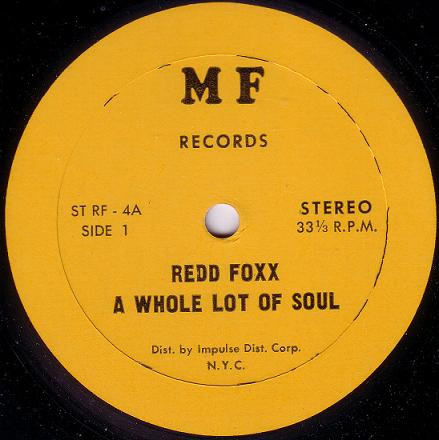 M F
RECORDS
ST RF - 4A
SIDE 1
STEREO
33⅓ R.P.M.
REDD FOXX
A WHOLE LOT OF SOUL
Dist. by Impulse Dist. Corp.
N.Y.C.